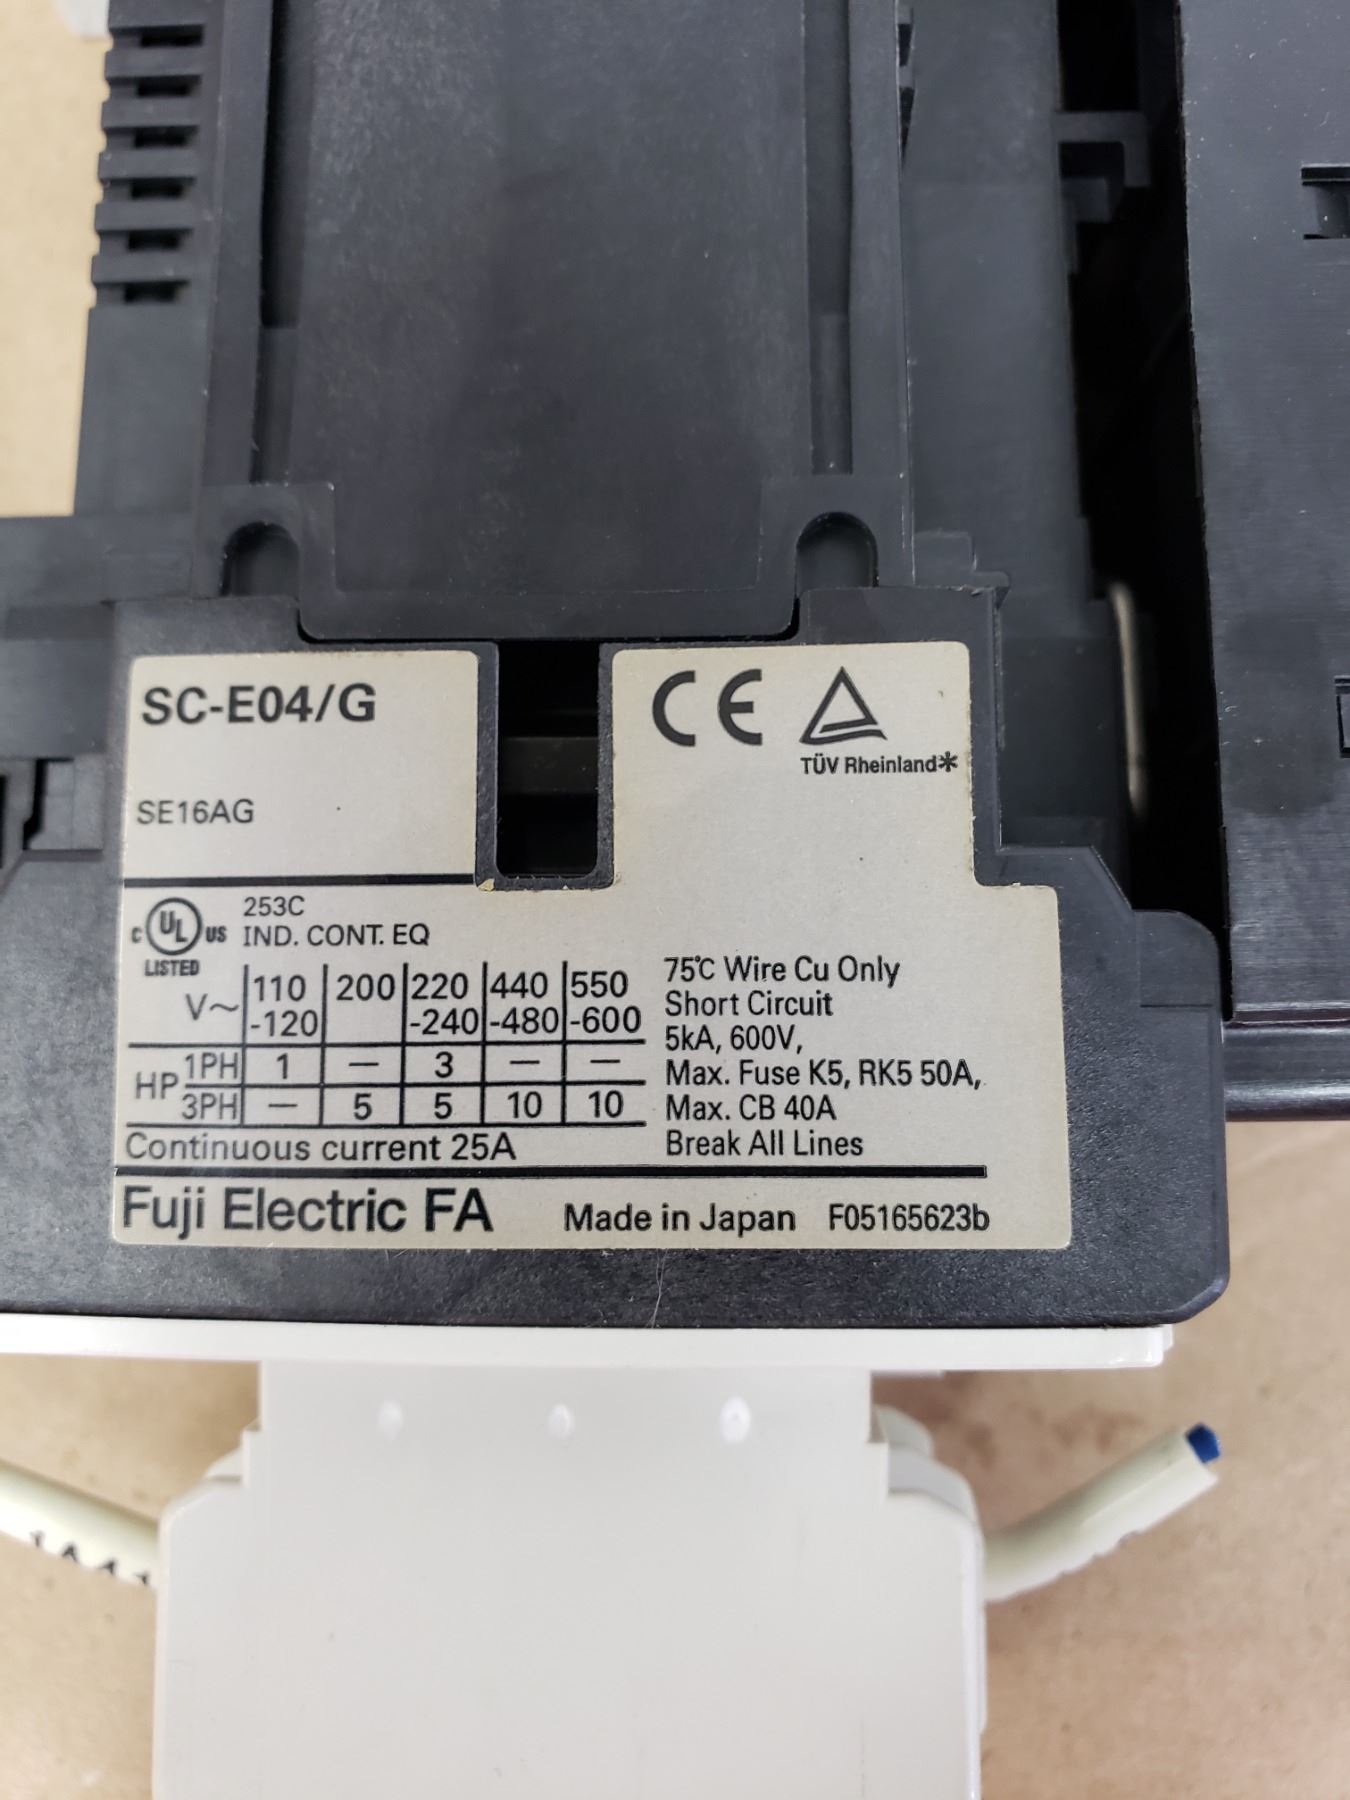 SC-E04/G
SE16AG
CE
TÜV Rheinland*
C UL US
LISTED
253C
IND. CONT. EQ
V~ 110-120 200 220-240 440-480 550-600
HP 1PH 1 — 3 — —
3PH — 5 5 10 10
Continuous current 25A
75℃ Wire Cu Only
Short Circuit
5kA, 600V,
Max. Fuse K5, RK5 50A,
Max. CB 40A
Break All Lines
Fuji Electric FA Made in Japan F05165623b